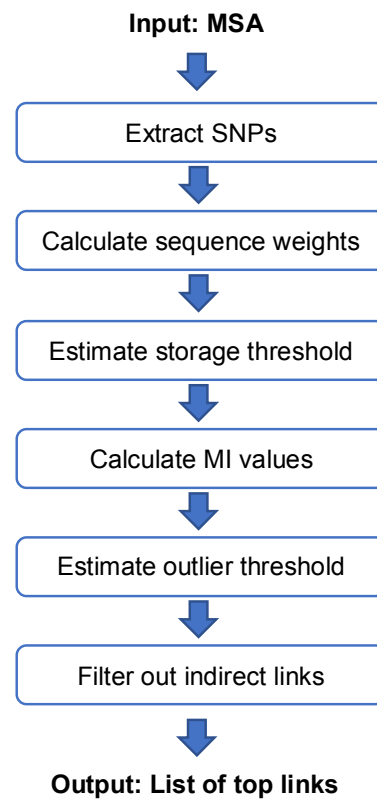 Input: MSA
Extract SNPs
Calculate sequence weights
Estimate storage threshold
Calculate MI values
Estimate outlier threshold
Filter out indirect links
Output: List of top links